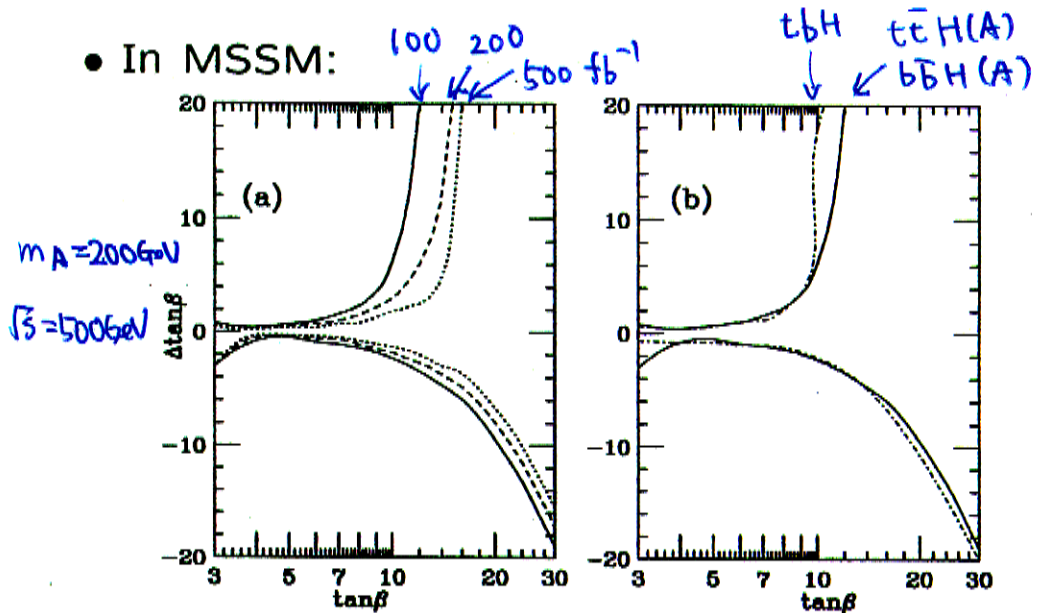 • In MSSM:
100 200
500 fb⁻¹
tbH
tt̄ H(A)
bb̄ H(A)
mA=200GeV
√s=500GeV
(a)
20
10
0
−10
−20
Δtanβ
3 5 7 10 20 30
tanβ
(b)
20
10
0
−10
−20
3 5 7 10 20 30
tanβ